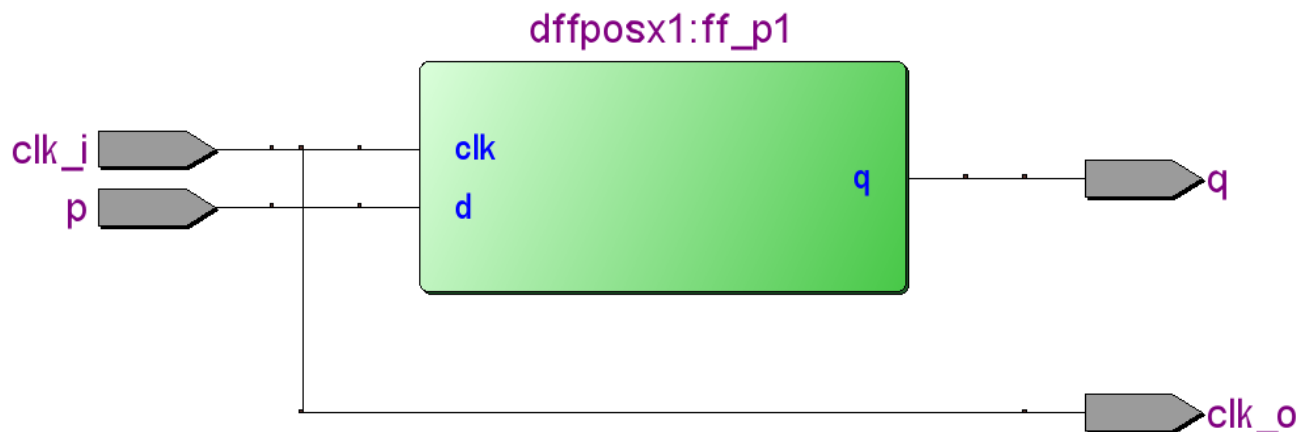 dffposx1:ff_p1
clk_i
clk
p
d
q
q
clk_o